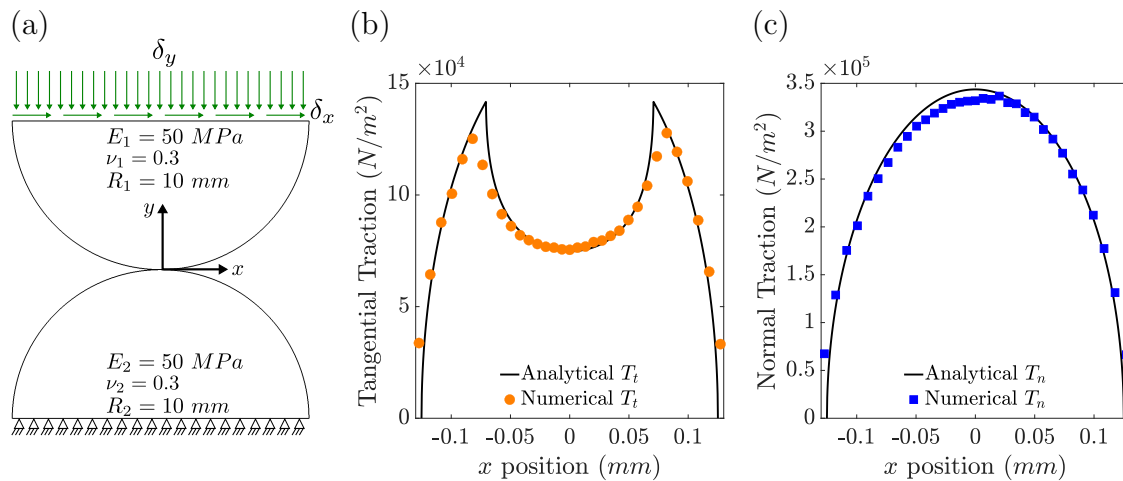 (a)
δ_y
δ_x
E_1 = 50 MPa
ν_1 = 0.3
R_1 = 10 mm
y
x
E_2 = 50 MPa
ν_2 = 0.3
R_2 = 10 mm
(b)
×10^4
Tangential Traction (N/m^2)
15
10
5
0
-0.1 -0.05 0 0.05 0.1
x position (mm)
Analytical T_t
Numerical T_t
(c)
×10^5
Normal Traction (N/m^2)
3.5
3
2.5
2
1.5
1
0.5
0
-0.1 -0.05 0 0.05 0.1
x position (mm)
Analytical T_n
Numerical T_n